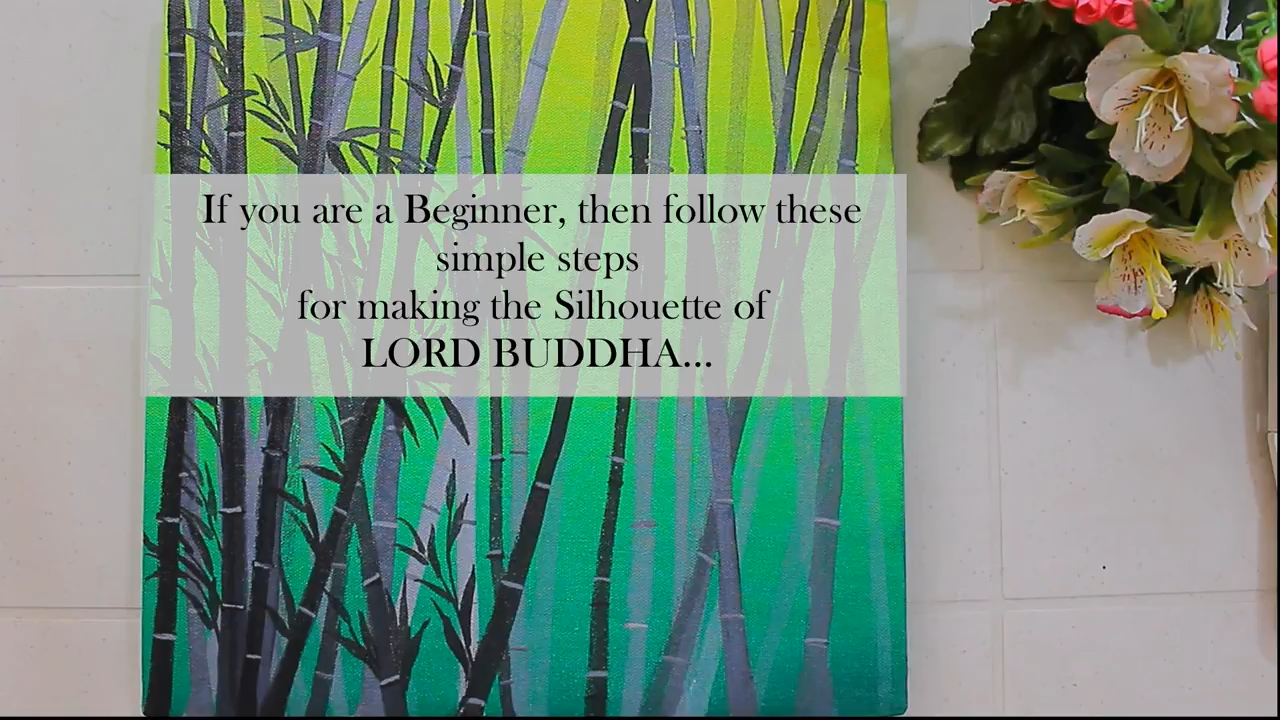 If you are a Beginner, then follow these
simple steps
for making the Silhouette of
LORD BUDDHA...